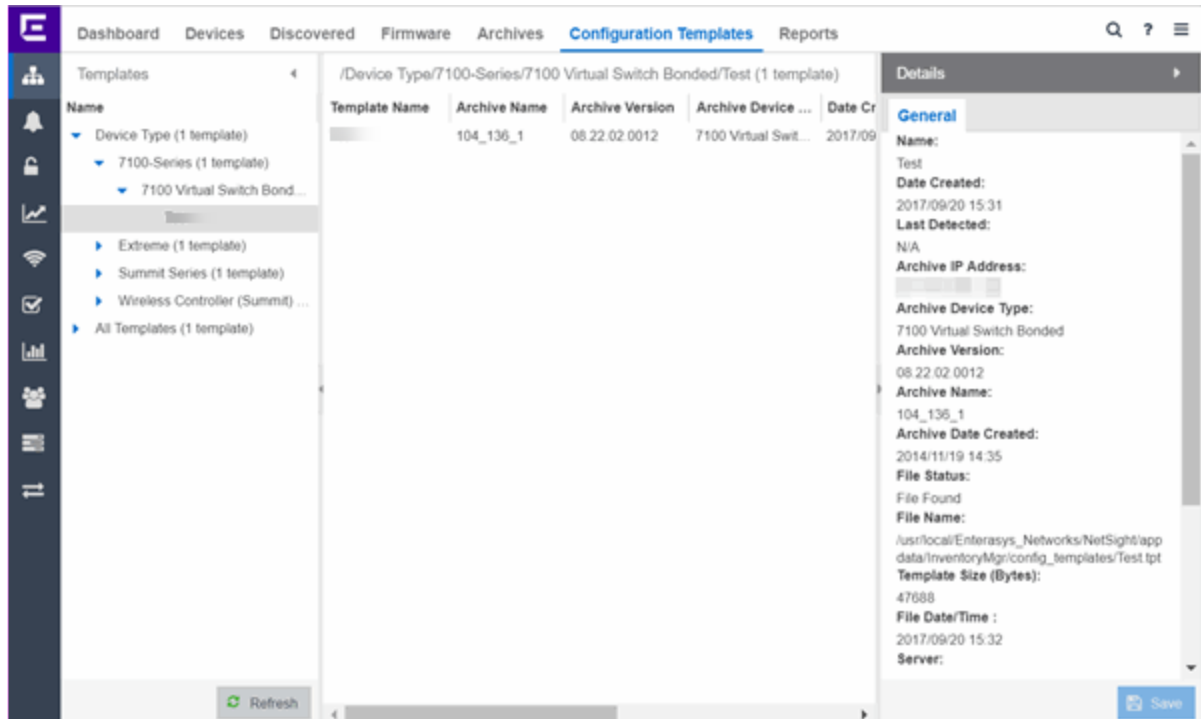 Dashboard Devices Discovered Firmware Archives Configuration Templates Reports ?
Templates
Name
Device Type (1 template)
7100-Series (1 template)
7100 Virtual Switch Bond...
Extreme (1 template)
Summit Series (1 template)
Wireless Controller (Summit) ...
All Templates (1 template)
Refresh
/Device Type/7100-Series/7100 Virtual Switch Bonded/Test (1 template)
Template Name Archive Name Archive Version Archive Device ... Date Cr
104_136_1 08.22.02.0012 7100 Virtual Swit... 2017/09
Details
General
Name:
Test
Date Created:
2017/09/20 15:31
Last Detected:
N/A
Archive IP Address:
Archive Device Type:
7100 Virtual Switch Bonded
Archive Version:
08.22.02.0012
Archive Name:
104_136_1
Archive Date Created:
2014/11/19 14:35
File Status:
File Found
File Name:
/usr/local/Enterasys_Networks/NetSight/app
data/InventoryMgr/config_templates/Test.tpt
Template Size (Bytes):
47688
File Date/Time :
2017/09/20 15:32
Server:
Save